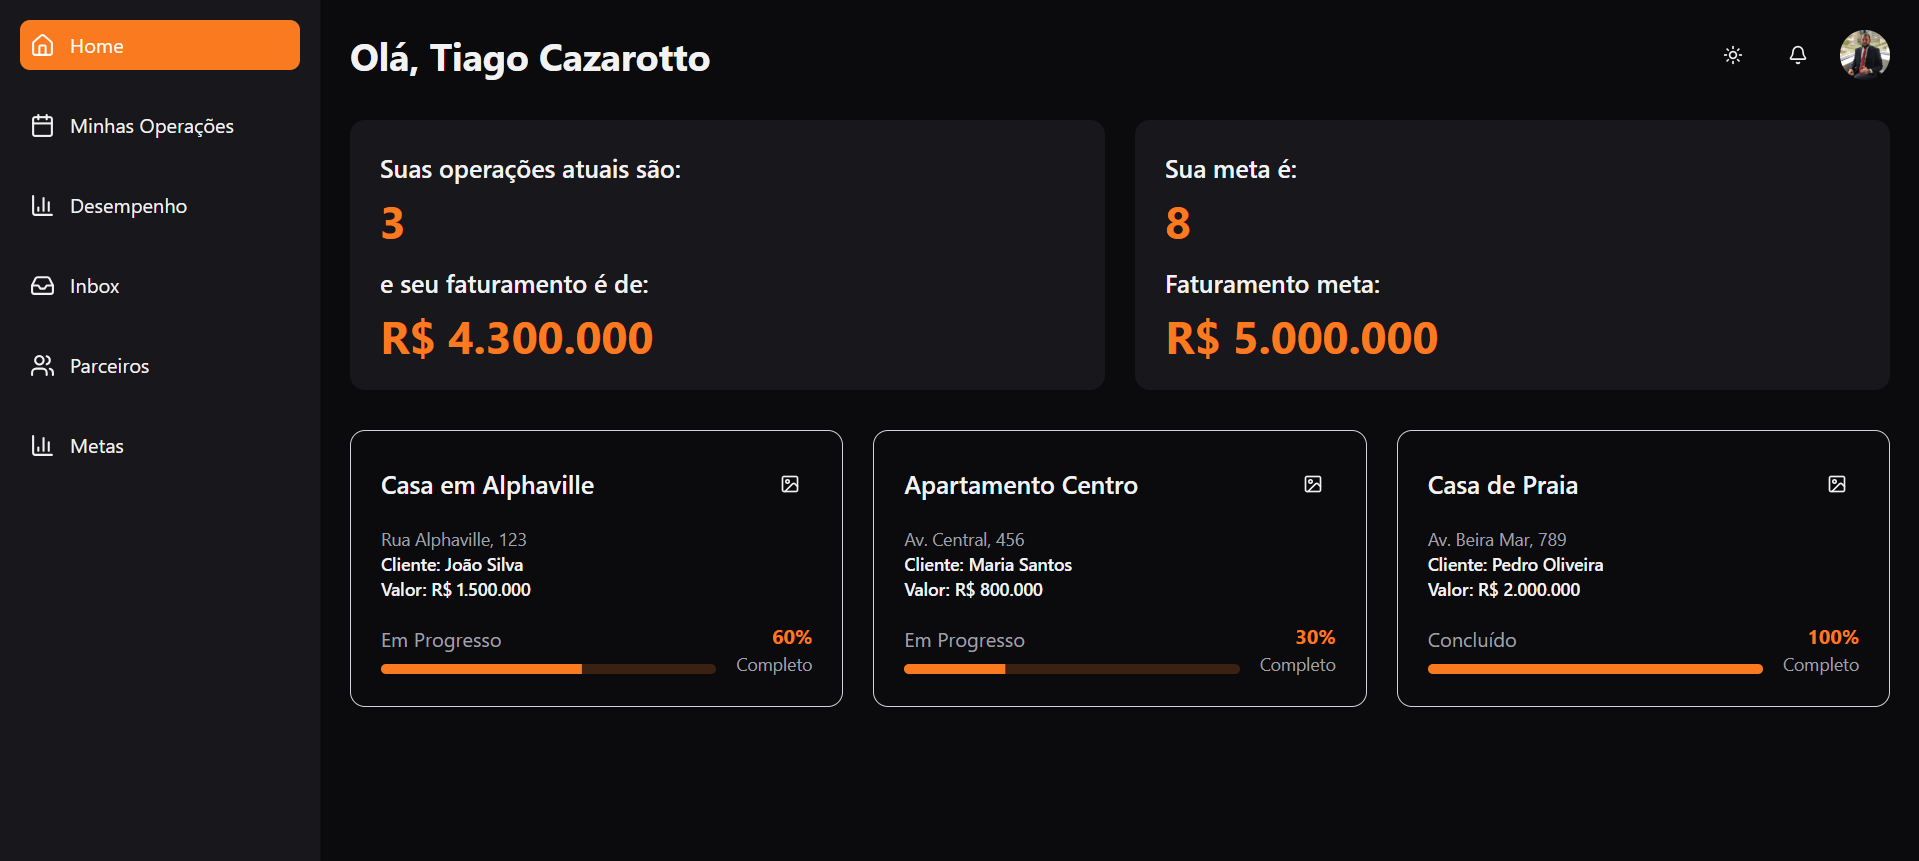 Home
Minhas Operações
Desempenho
Inbox
Parceiros
Metas
Olá, Tiago Cazarotto
Suas operações atuais são:
3
e seu faturamento é de:
R$ 4.300.000
Sua meta é:
8
Faturamento meta:
R$ 5.000.000
Casa em Alphaville
Rua Alphaville, 123
Cliente: João Silva
Valor: R$ 1.500.000
Em Progresso
60%
Completo
Apartamento Centro
Av. Central, 456
Cliente: Maria Santos
Valor: R$ 800.000
Em Progresso
30%
Completo
Casa de Praia
Av. Beira Mar, 789
Cliente: Pedro Oliveira
Valor: R$ 2.000.000
Concluído
100%
Completo